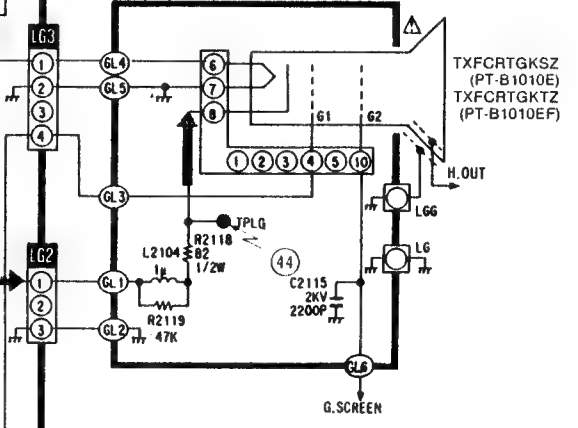 LG3
1
2
3
4
GL4
GL5
6
7
8
G1
G2
TXFCRTGKSZ
(PT-B1010E)
TXFCRTGKTZ
(PT-B1010EF)
1 2 3 4 5 10
H.OUT
GL3
LGG
TPLG
R2118
82
1/2W
44
LG2
1
2
3
L2104
1μ
GL1
R2119
47K
GL2
LG
C2115
2KV
2200P
GL6
G.SCREEN